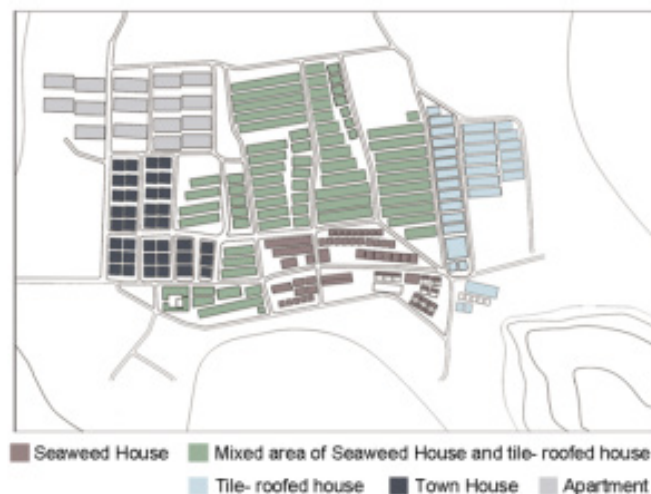 Seaweed House Mixed area of Seaweed House and tile- roofed house
Tile- roofed house Town House Apartment